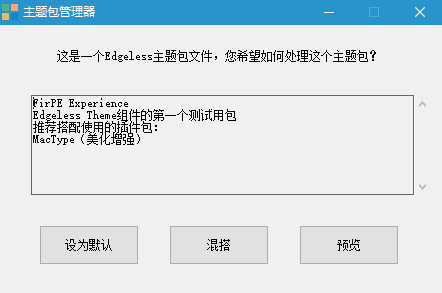 主题包管理器
这是一个Edgeless主题包文件，您希望如何处理这个主题包？
FirPE Experience
Edgeless Theme组件的第一个测试用包
推荐搭配使用的插件包：
MacType（美化增强）
设为默认
混搭
预览